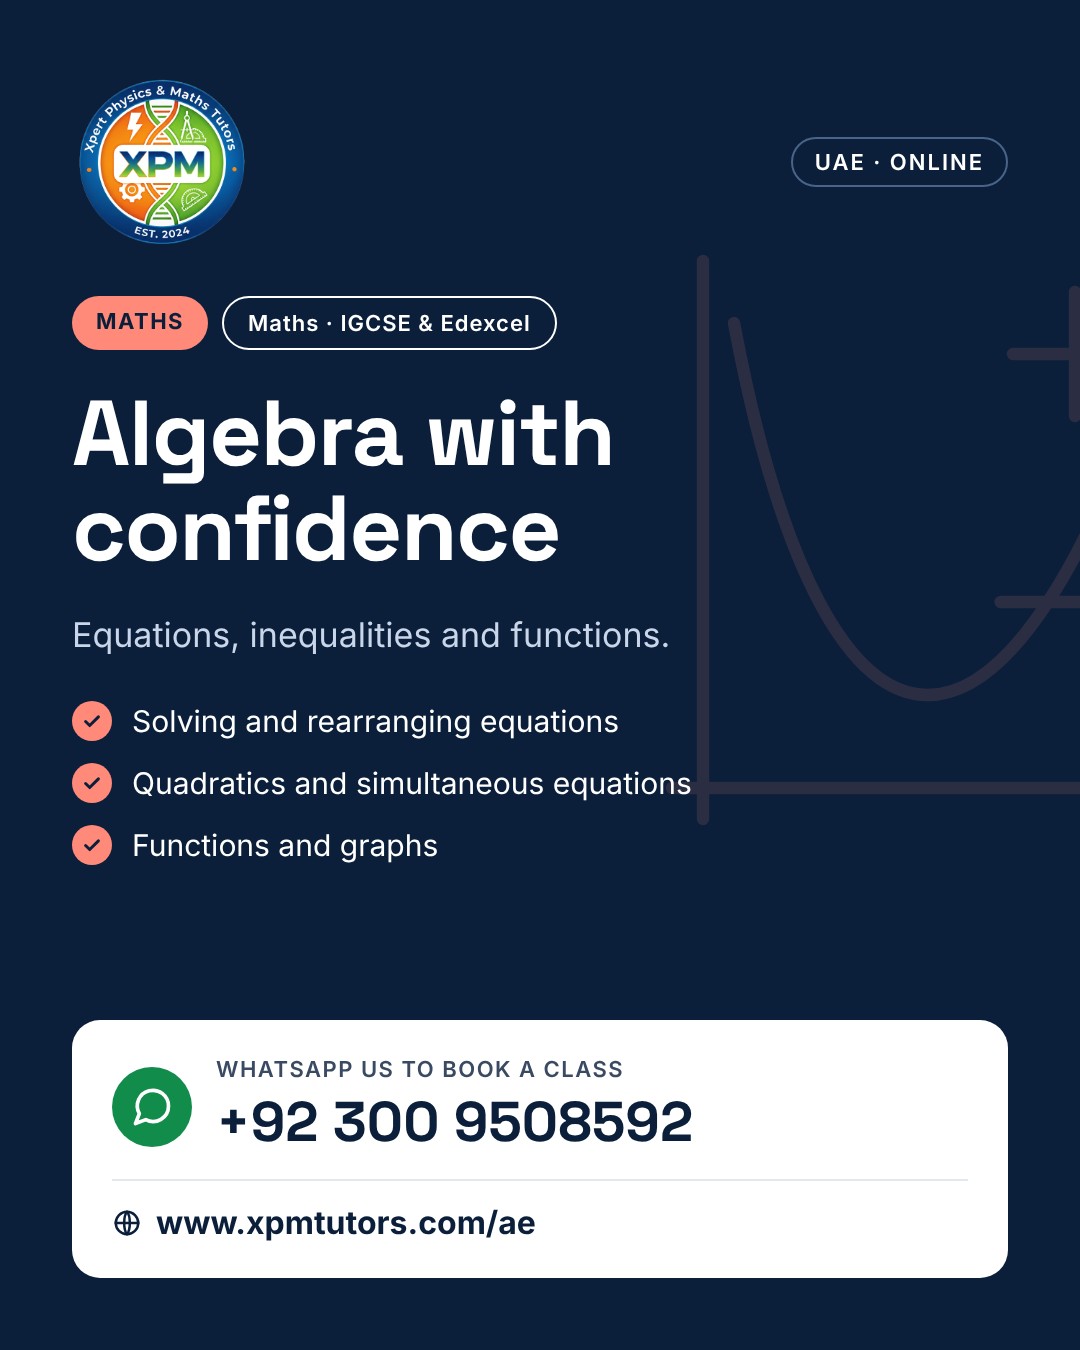 Xpert Physics & Maths Tutors
XPM
EST. 2024
UAE · ONLINE
MATHS
Maths · IGCSE & Edexcel
Algebra with
confidence
Equations, inequalities and functions.
Solving and rearranging equations
Quadratics and simultaneous equations
Functions and graphs
WHATSAPP US TO BOOK A CLASS
+92 300 9508592
www.xpmtutors.com/ae